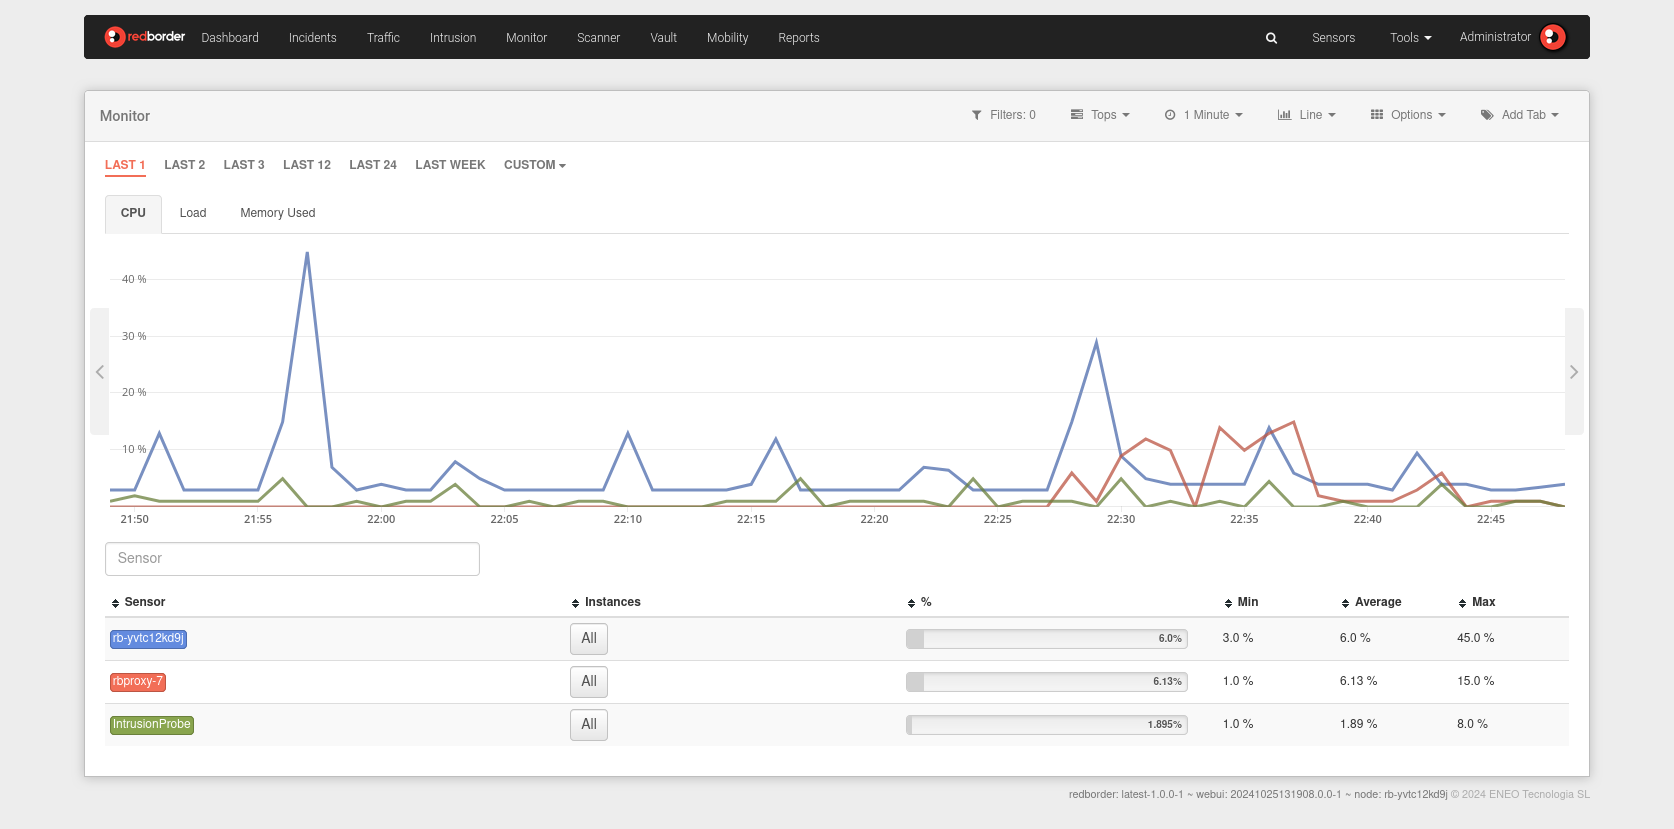 redborder Dashboard Incidents Traffic Intrusion Monitor Scanner Vault Mobility Reports Sensors Tools Administrator
Monitor Filters: 0 Tops 1 Minute Line Options Add Tab
LAST 1 LAST 2 LAST 3 LAST 12 LAST 24 LAST WEEK CUSTOM
CPU Load Memory Used
40 %
30 %
20 %
10 %
21:50 21:55 22:00 22:05 22:10 22:15 22:20 22:25 22:30 22:35 22:40 22:45
Sensor
Sensor Instances % Min Average Max
rb-yvtc12kd9j All 6.0% 3.0 % 6.0 % 45.0 %
rbproxy-7 All 6.13% 1.0 % 6.13 % 15.0 %
IntrusionProbe All 1.895% 1.0 % 1.89 % 8.0 %
redborder: latest-1.0.0-1 ~ webui: 20241025131908.0.0-1 ~ node: rb-yvtc12kd9j © 2024 ENEO Tecnologia SL